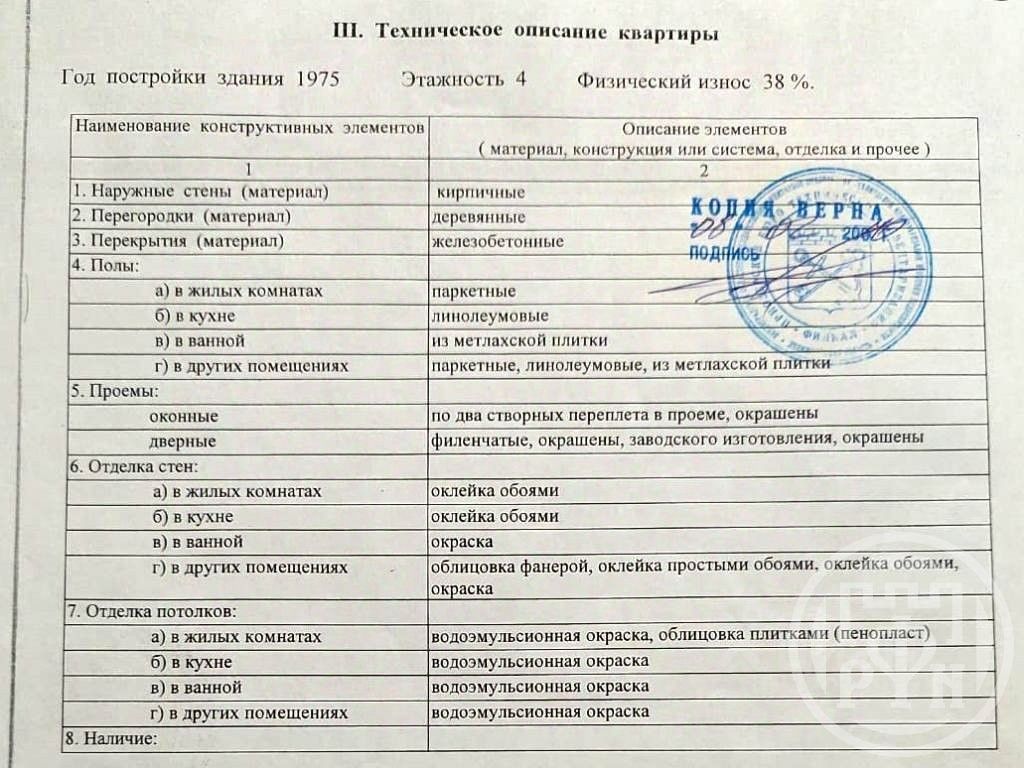 III. Техническое описание квартиры
Год постройки здания 1975 Этажность 4 Физический износ 38 %.
Наименование конструктивных элементов Описание элементов
( материал, конструкция или система, отделка и прочее )
1 2
1. Наружные стены (материал) кирпичные
2. Перегородки (материал) деревянные
3. Перекрытия (материал) железобетонные
4. Полы:
а) в жилых комнатах паркетные
б) в кухне линолеумовые
в) в ванной из метлахской плитки
г) в других помещениях паркетные, линолеумовые, из метлахской плитки
5. Проемы:
оконные по два створных переплета в проеме, окрашены
дверные филенчатые, окрашены, заводского изготовления, окрашены
6. Отделка стен:
а) в жилых комнатах оклейка обоями
б) в кухне оклейка обоями
в) в ванной окраска
г) в других помещениях облицовка фанерой, оклейка простыми обоями, оклейка обоями,
окраска
7. Отделка потолков:
а) в жилых комнатах водоэмульсионная окраска, облицовка плитками (пенопласт)
б) в кухне водоэмульсионная окраска
в) в ванной водоэмульсионная окраска
г) в других помещениях водоэмульсионная окраска
8. Наличие:
КОПИЯ ВЕРНА
ПОДПИСЬ
ФИЛИАЛ